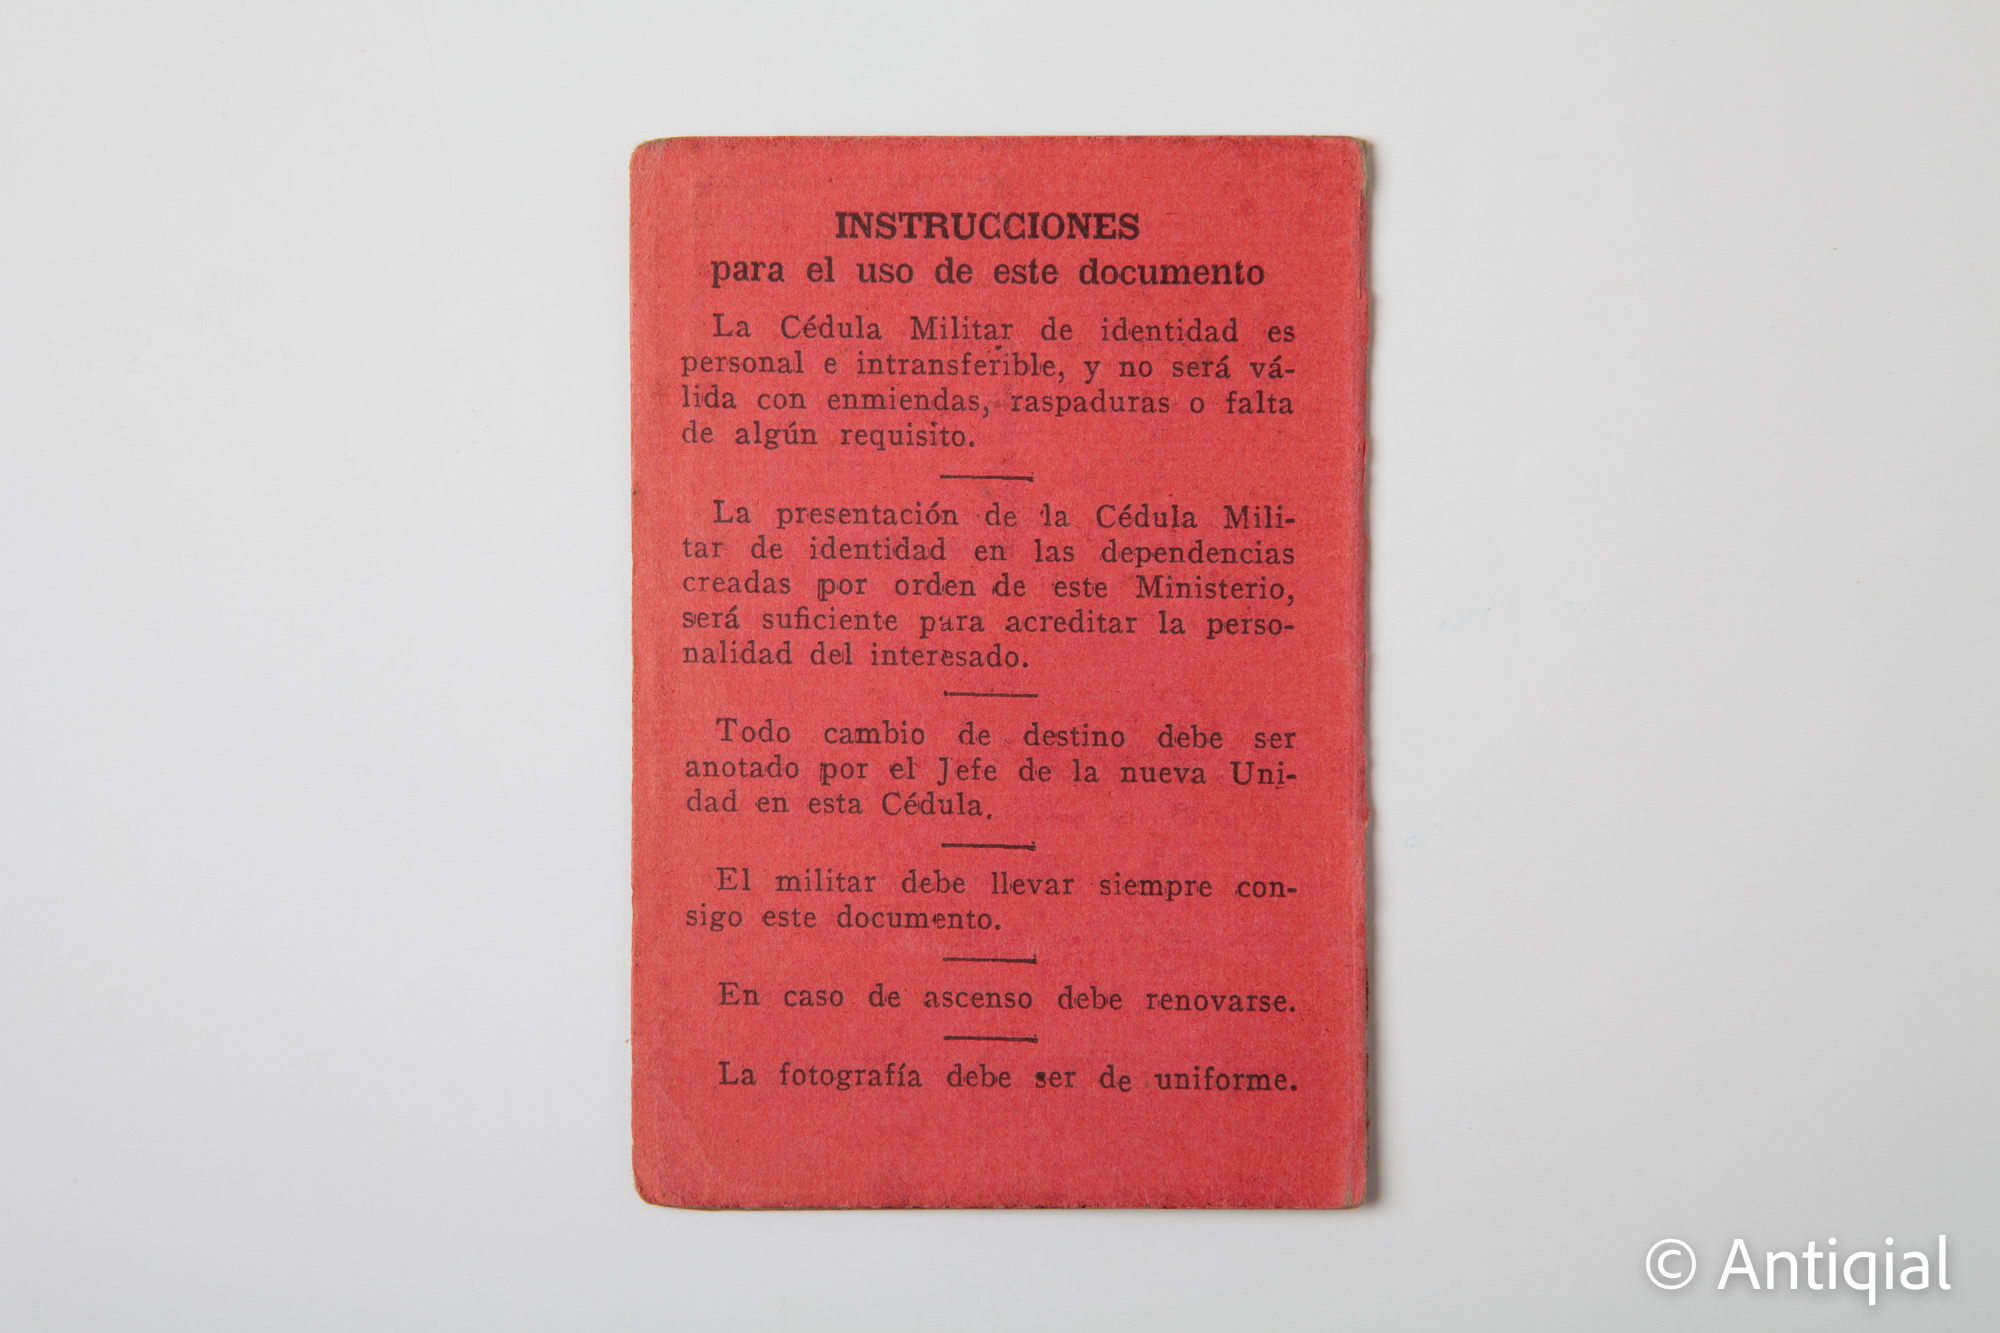 INSTRUCCIONES
para el uso de este documento
La Cédula Militar de identidad es
personal e intransferible, y no será vá-
lida con enmiendas, raspaduras o falta
de algún requisito.
La presentación de la Cédula Mili-
tar de identidad en las dependencias
creadas por orden de este Ministerio,
será suficiente para acreditar la perso-
nalidad del interesado.
Todo cambio de destino debe ser
anotado por el Jefe de la nueva Uni-
dad en esta Cédula.
El militar debe llevar siempre con-
sigo este documento.
En caso de ascenso debe renovarse.
La fotografía debe ser de uniforme.
© Antiqial